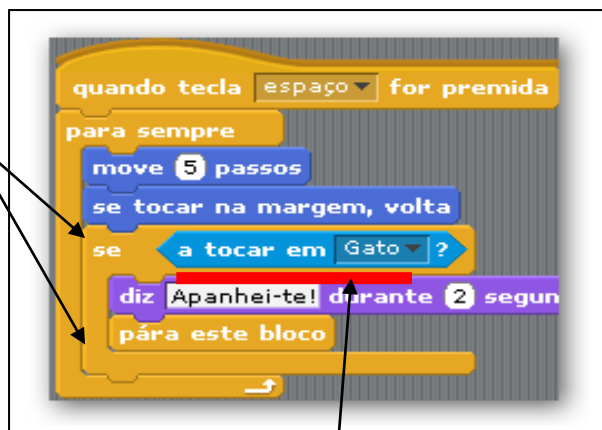 quando tecla espaço for premida
para sempre
move 5 passos
se tocar na margem, volta
se a tocar em Gato ?
diz Apanhei-te! durante 2 segun
pára este bloco